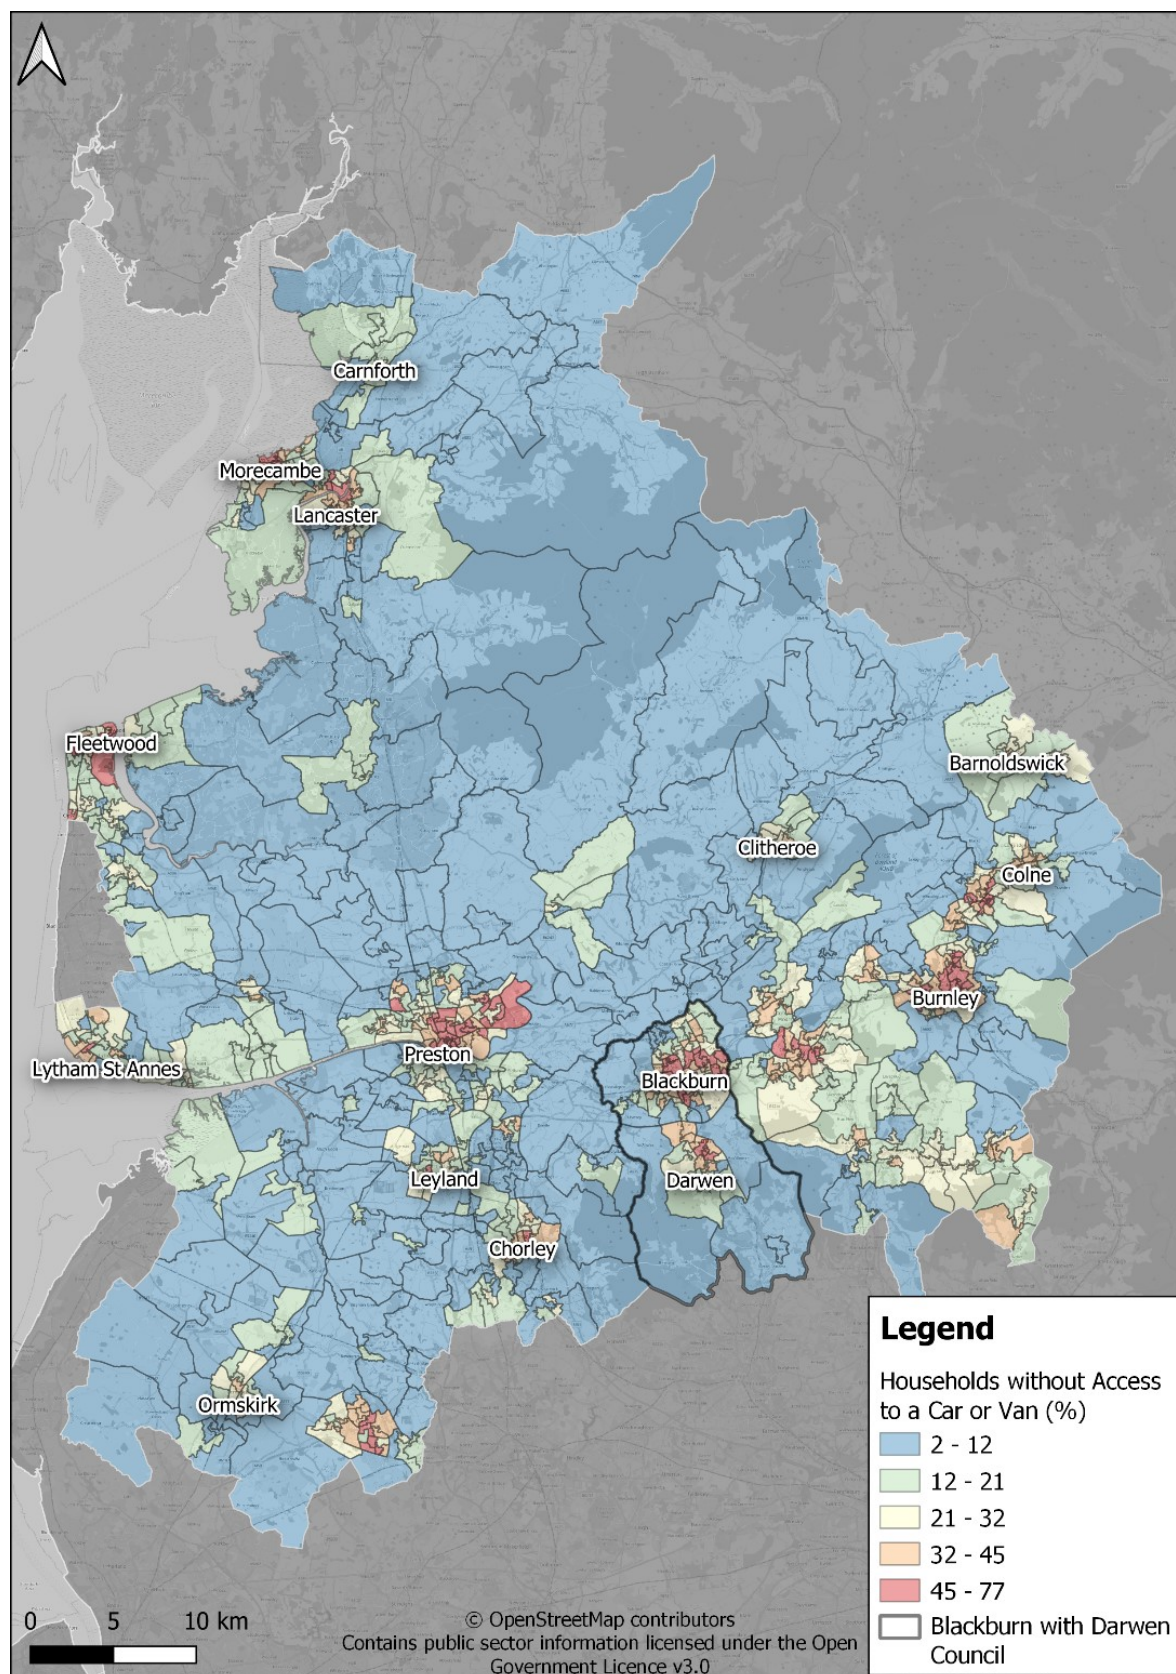 Carnforth
Morecambe
Lancaster
Fleetwood
Barnoldswick
Clitheroe
Colne
Burnley
Preston
Lytham St Annes
Blackburn
Leyland
Darwen
Chorley
Ormskirk
Legend
Households without Access
to a Car or Van (%)
2 - 12
12 - 21
21 - 32
32 - 45
45 - 77
Blackburn with Darwen
Council
0 5 10 km
© OpenStreetMap contributors
Contains public sector information licensed under the Open
Government Licence v3.0